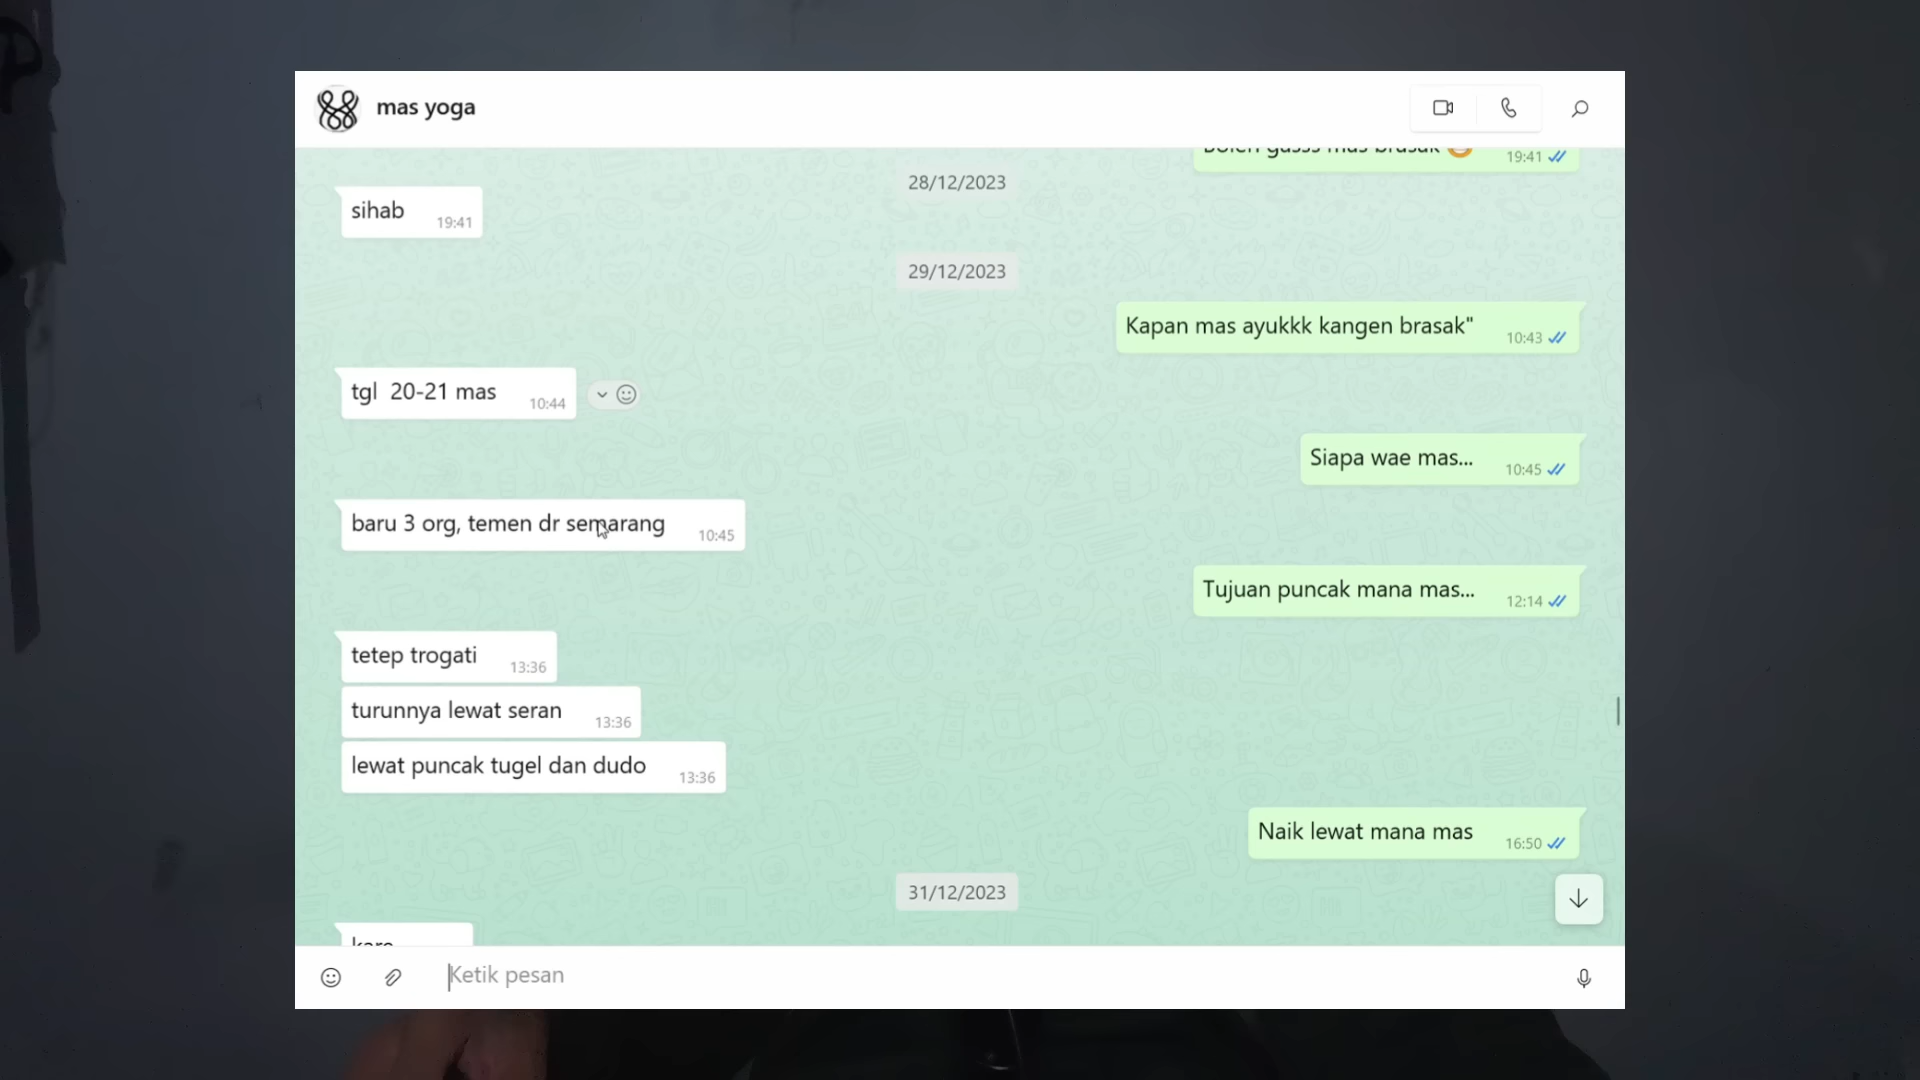 mas yoga
19:41
28/12/2023
sihab 19:41
29/12/2023
Kapan mas ayukkk kangen brasak" 10:43
tgl 20-21 mas 10:44
Siapa wae mas... 10:45
baru 3 org, temen dr semarang 10:45
Tujuan puncak mana mas... 12:14
tetep trogati 13:36
turunnya lewat seran 13:36
lewat puncak tugel dan dudo 13:36
Naik lewat mana mas 16:50
31/12/2023
Ketik pesan